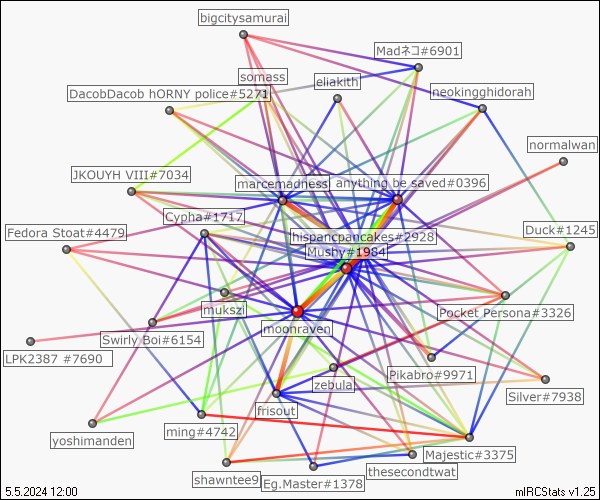 bigcitysamurai
Madネコ#6901
somass
eliakith
DacobDacob hORNY police#5271
neokingghidorah
normalwan
JKOUYH VIII#7034
marcemadness
anything be saved#0396
Cypha#1717
Fedora Stoat#4479
Duck#1245
hispancpancakes#2928
Mushy#1984
mukszi
Pocket Persona#3326
moonraven
Swirly Boi#6154
LPK2387 #7690
Pikabro#9971
zebula
Silver#7938
frisout
ming#4742
yoshimanden
Majestic#3375
thesecondtwat
shawntee9
Eg.Master#1378
5.5.2024 12:00
mIRCStats v1.25